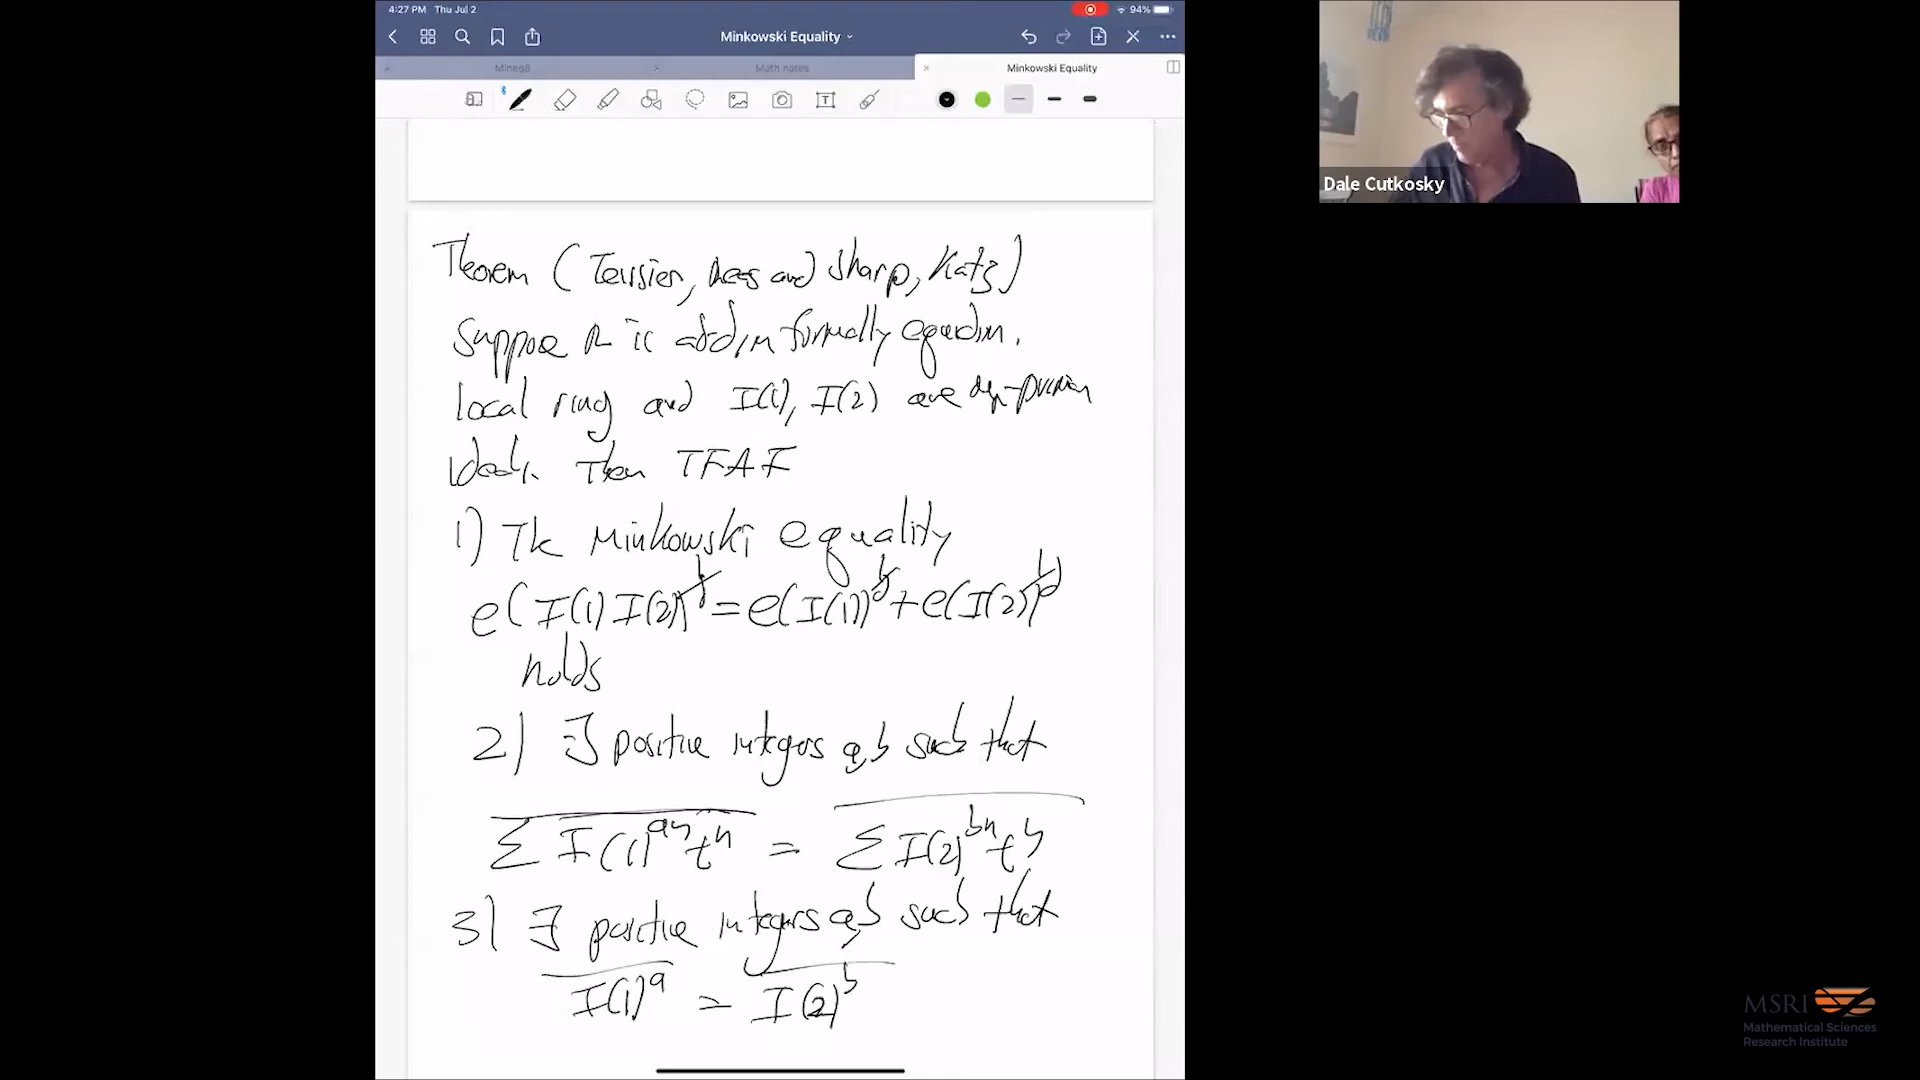 4:27 PM Thu Jul 2
94%
Minkowski Equality
Mineq8
Math notes
Minkowski Equality
Dale Cutkosky
Theorem (Teissier, Rees and Sharp, Katz)
Suppose R is a d dim formally equidim.
local ring and I(1), I(2) are
ideals. Then TFAE
1) The Minkowski equality
e(I(1)I(2))^{1/d} = e(I(1))^{1/d} + e(I(2))^{1/d}
holds
2) ∃ positive integers a,b such that
\overline{Σ I(1)^{an} t^n} = \overline{Σ I(2)^{bn} t^n}
3) ∃ positive integers a,b such that
\overline{I(1)^a} = \overline{I(2)^b}
MSRI
Mathematical Sciences
Research Institute